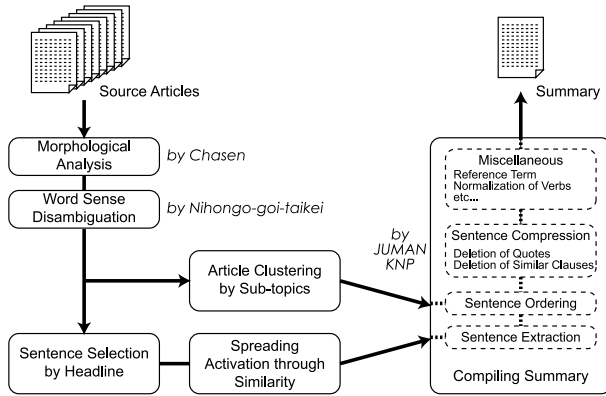 Source Articles
Summary
Morphological
Analysis
by Chasen
Word Sense
Disambiguation
by Nihongo-goi-taikei
Article Clustering
by Sub-topics
by
JUMAN
KNP
Sentence Selection
by Headline
Spreading
Activation through
Similarity
Miscellaneous
Reference Term
Normalization of Verbs
etc...
Sentence Compression
Deletion of Quotes
Deletion of Similar Clauses
Sentence Ordering
Sentence Extraction
Compiling Summary